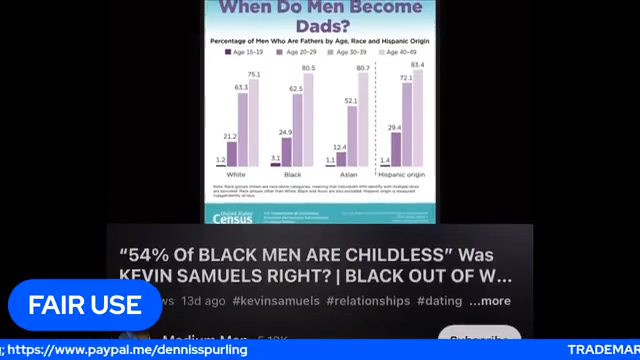 When Do Men Become
Dads?
Percentage of Men Who Are Fathers by Age, Race and Hispanic Origin
Age 15–19 Age 20–29 Age 30–39 Age 40–49
1.2 21.2 63.3 75.1
3.1 24.9 62.5 80.5
1.1 12.4 52.1 80.7
1.4 29.4 72.1 83.4
White Black Asian Hispanic origin
Census
“54% Of BLACK MEN ARE CHILDLESS” Was
KEVIN SAMUELS RIGHT? | BLACK OUT OF W...
ws 13d ago #kevinsamuels #relationships #dating ...more
FAIR USE
Medium Men
Subscribe
g; https://www.paypal.me/dennisspurling
TRADEMAR